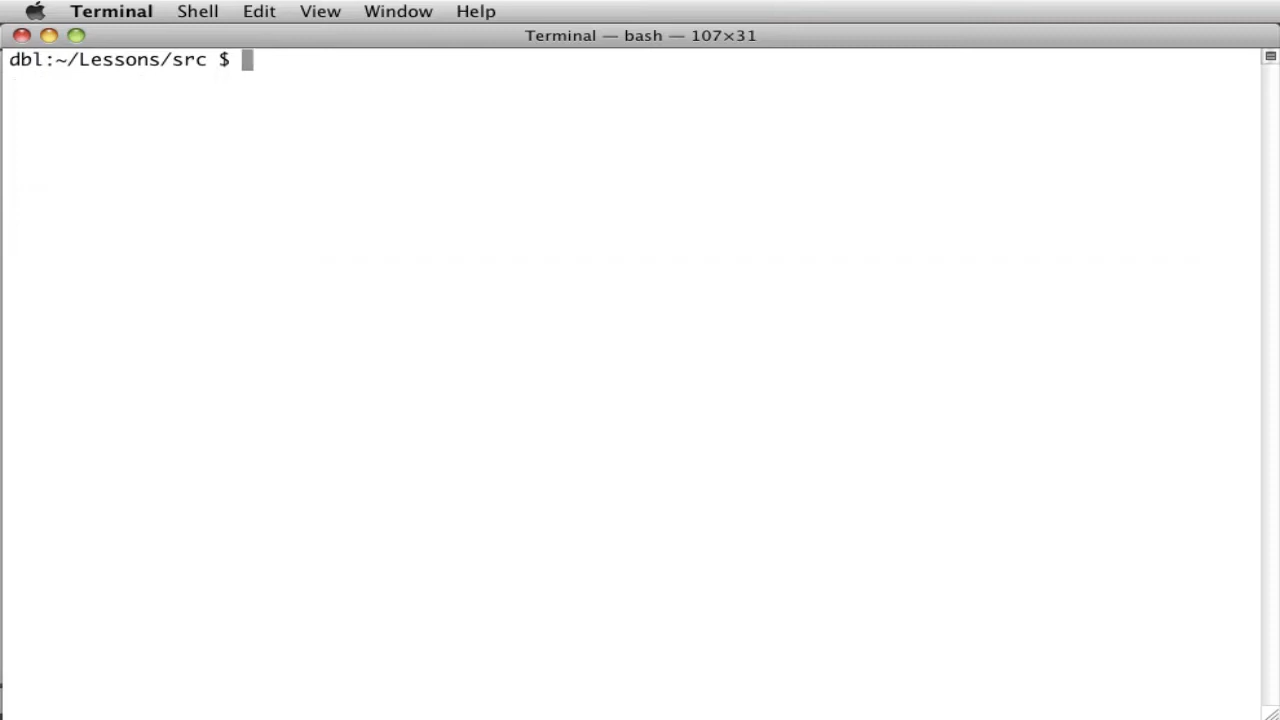 Terminal Shell Edit View Window Help
Terminal — bash — 107×31
dbl:~/Lessons/src $